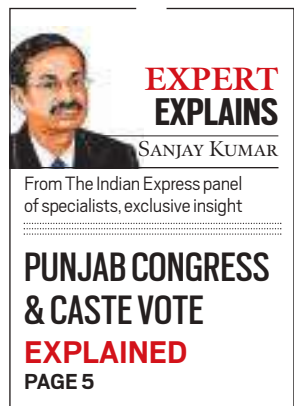 EXPERT
EXPLAINS
SANJAY KUMAR
From The Indian Express panel
of specialists, exclusive insight
PUNJAB CONGRESS
& CASTE VOTE
EXPLAINED
PAGE 5